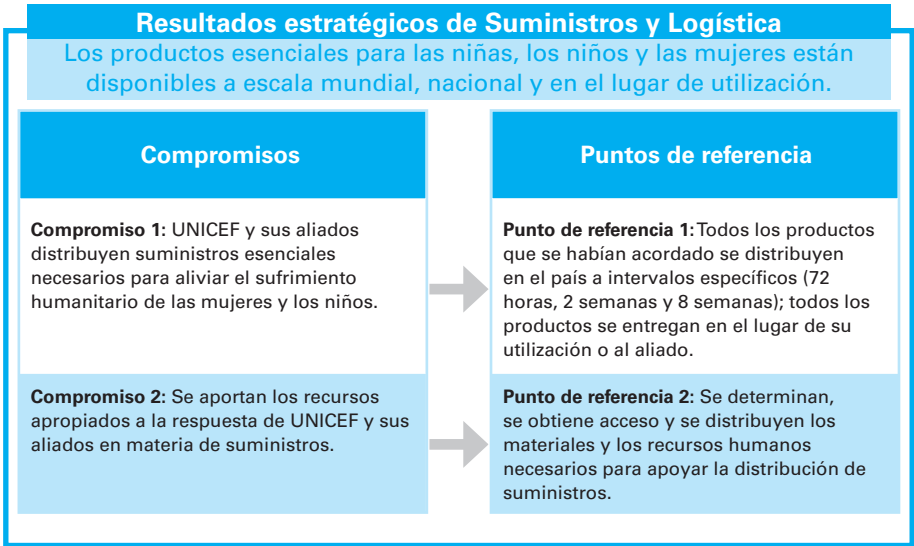 Resultados estratégicos de Suministros y Logística
Los productos esenciales para las niñas, los niños y las mujeres están
disponibles a escala mundial, nacional y en el lugar de utilización.
Compromisos
Puntos de referencia
Compromiso 1: UNICEF y sus aliados
distribuyen suministros esenciales
necesarios para aliviar el sufrimiento
humanitario de las mujeres y los niños.
Punto de referencia 1: Todos los productos
que se habían acordado se distribuyen
en el país a intervalos específicos (72
horas, 2 semanas y 8 semanas); todos los
productos se entregan en el lugar de su
utilización o al aliado.
Compromiso 2: Se aportan los recursos
apropiados a la respuesta de UNICEF y sus
aliados en materia de suministros.
Punto de referencia 2: Se determinan,
se obtiene acceso y se distribuyen los
materiales y los recursos humanos
necesarios para apoyar la distribución de
suministros.